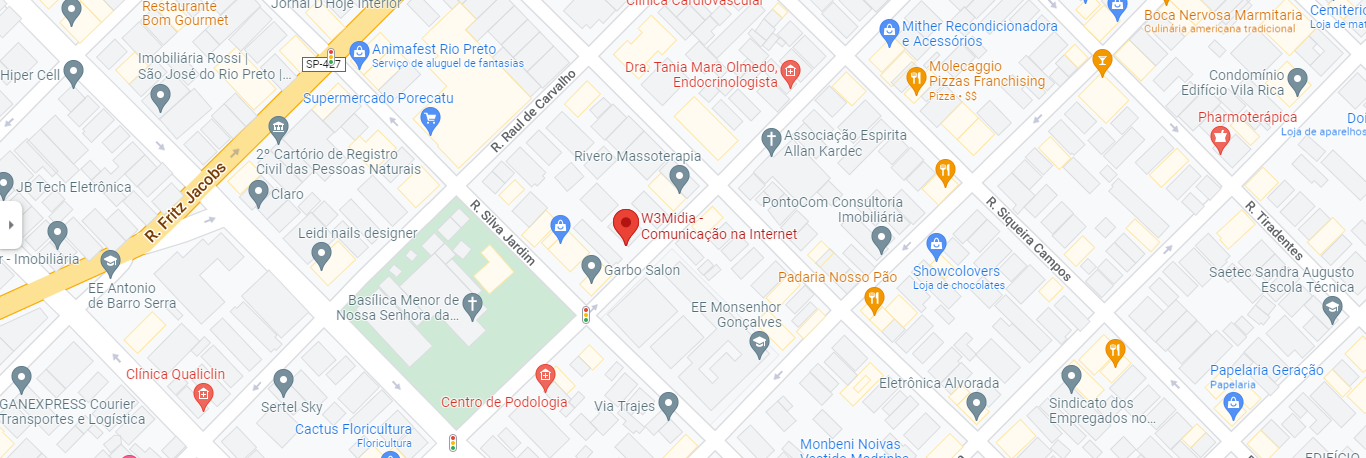 Restaurante
Bom Gourmet
Jornal D'Hoje Interior
Clínica Cardiovascular
Mither Recondicionadora
e Acessórios
Boca Nervosa Marmitaria
Culinária americana tradicional
Loja de mat
Imobiliária Rossi |
São José do Rio Preto |...
SP-427
Animafest Rio Preto
Serviço de aluguel de fantasias
Hiper Cell
Dra. Tania Mara Olmedo,
Endocrinologista
Molecaggio
Pizzas Franchising
Pizza • $$
Condomínio
Edifício Vila Rica
Supermercado Porecatu
R. Raul de Carvalho
Pharmoterápica
Loja de aparelhos
Associação Espirita
Allan Kardec
2º Cartório de Registro
Civil das Pessoas Naturais
Rivero Massoterapia
JB Tech Eletrônica
Claro
R. Fritz Jacobs
R. Silva Jardim
PontoCom Consultoria
Imobiliária
R. Siqueira Campos
R. Tiradentes
W3Midia -
Comunicação na Internet
Leidi nails designer
r - Imobiliária
Garbo Salon
Showcolovers
Loja de chocolates
Padaria Nosso Pão
Saetec Sandra Augusto
Escola Técnica
EE Antonio
de Barro Serra
Basílica Menor de
Nossa Senhora da...
EE Monsenhor
Gonçalves
Clínica Qualiclin
Papelaria Geração
Papelaria
Eletrônica Alvorada
GANEXPRESS Courier
Transportes e Logística
Sertel Sky
Centro de Podologia
Via Trajes
Sindicato dos
Empregados no...
Cactus Floricultura
Floricultura
Monbeni Noivas
EDIFÍCIO